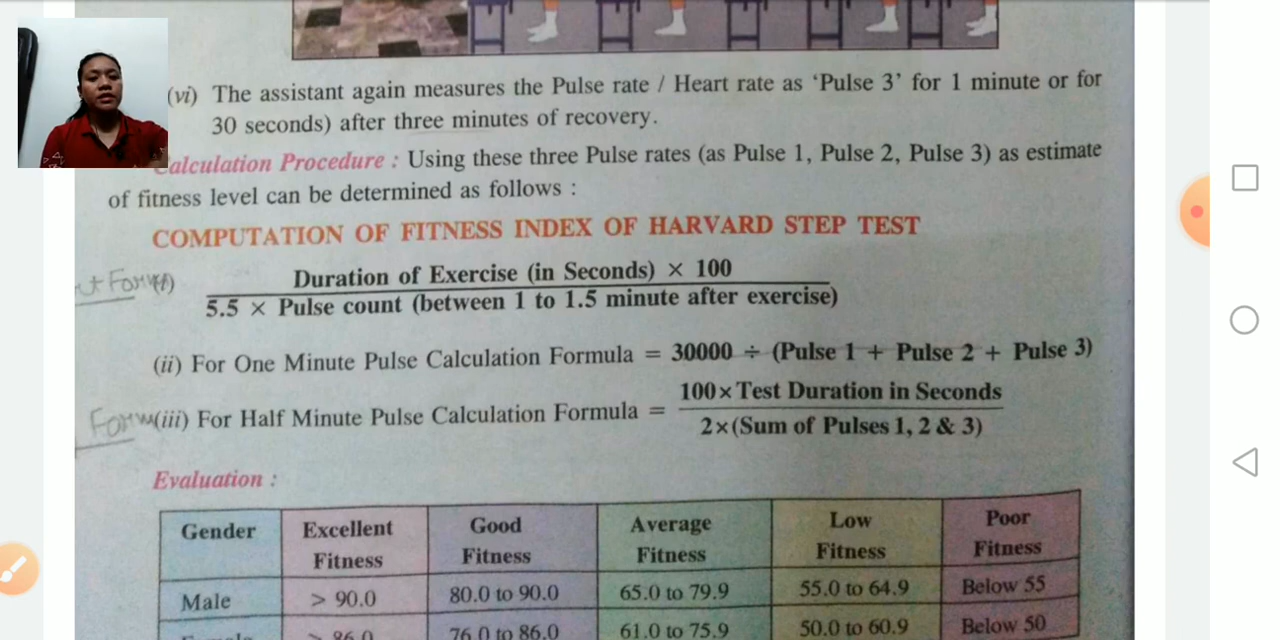 (vi) The assistant again measures the Pulse rate / Heart rate as ‘Pulse 3’ for 1 minute or for
30 seconds) after three minutes of recovery.
alculation Procedure : Using these three Pulse rates (as Pulse 1, Pulse 2, Pulse 3) as estimate
of fitness level can be determined as follows :
COMPUTATION OF FITNESS INDEX OF HARVARD STEP TEST
Duration of Exercise (in Seconds) × 100
5.5 × Pulse count (between 1 to 1.5 minute after exercise)
(ii) For One Minute Pulse Calculation Formula = 30000 ÷ (Pulse 1 + Pulse 2 + Pulse 3)
(iii) For Half Minute Pulse Calculation Formula = 100×Test Duration in Seconds
2×(Sum of Pulses 1, 2 & 3)
Evaluation :
Gender Excellent Fitness Good Fitness Average Fitness Low Fitness Poor Fitness
Male > 90.0 80.0 to 90.0 65.0 to 79.9 55.0 to 64.9 Below 55
> 86.0 76.0 to 86.0 61.0 to 75.9 50.0 to 60.9 Below 50